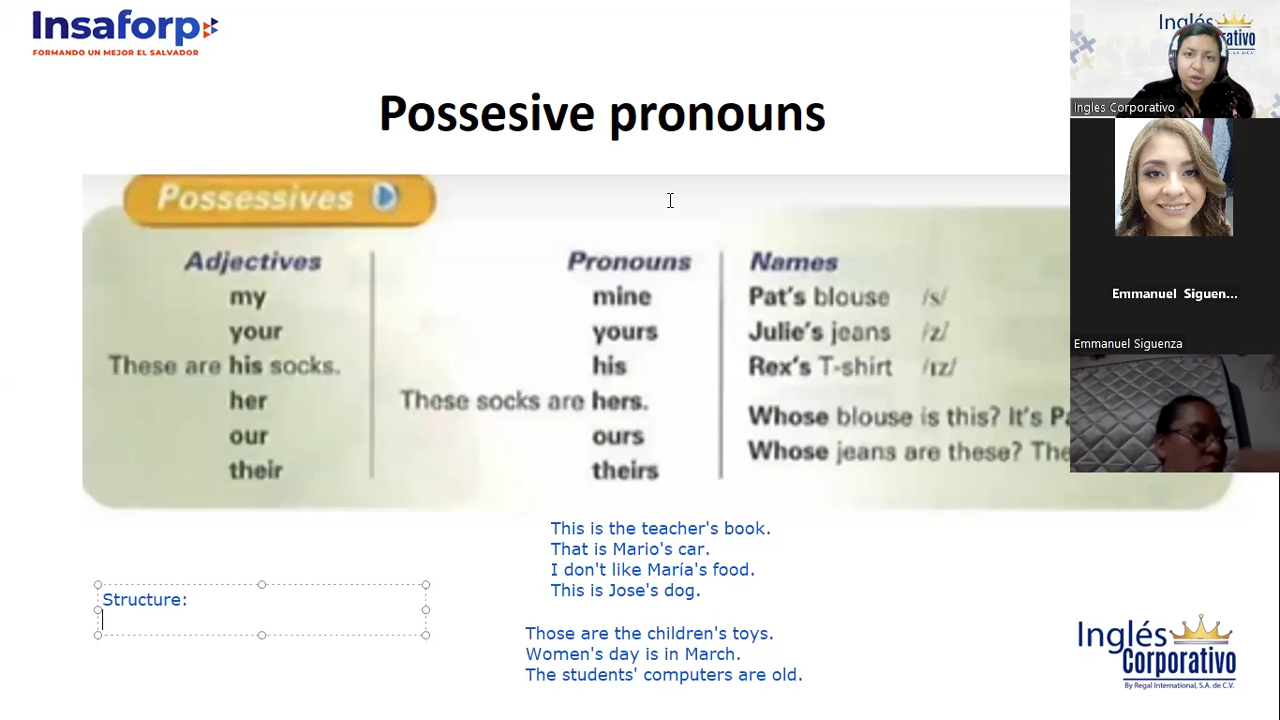 Insaforp
FORMANDO UN MEJOR EL SALVADOR
Possesive pronouns
Possessives
Adjectives
my
your
These are his socks.
her
our
their
Pronouns
mine
yours
his
These socks are hers.
ours
theirs
Names
Pat's blouse /s/
Julie's jeans /z/
Rex's T-shirt /ɪz/
Whose blouse is this? It's
Whose jeans are these?
This is the teacher's book.
That is Mario's car.
I don't like María's food.
This is Jose's dog.
Those are the children's toys.
Women's day is in March.
The students' computers are old.
Structure:
Inglés
Ingles Corporativo
Emmanuel Siguen...
Emmanuel Siguenza
Inglés
Corporativo
By Regal International, S.A. de C.V.